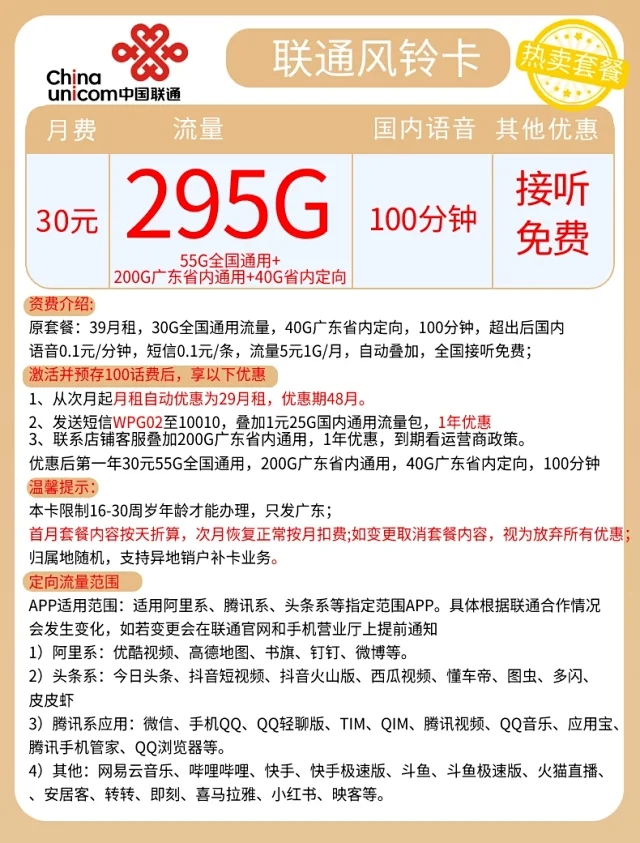 China
unicom中国联通
联通风铃卡
热卖套餐
月费
流量
国内语音
其他优惠
30元
295G
55G全国通用+
200G广东省内通用+40G省内定向
100分钟
接听
免费
资费介绍:
原套餐：39月租，30G全国通用流量，40G广东省内定向，100分钟，超出后国内
语音0.1元/分钟，短信0.1元/条，流量5元1G/月，自动叠加，全国接听免费；
激活并预存100话费后，享以下优惠
1、从次月起月租自动优惠为29月租，优惠期48月。
2、发送短信WPG02至10010，叠加1元25G国内通用流量包，1年优惠
3、联系店铺客服叠加200G广东省内通用，1年优惠，到期看运营商政策。
优惠后第一年30元55G全国通用，200G广东省内通用，40G广东省内定向，100分钟
温馨提示:
本卡限制16-30周岁年龄才能办理，只发广东；
首月套餐内容按天折算，次月恢复正常按月扣费;如变更取消套餐内容，视为放弃所有优惠；
归属地随机，支持异地销户补卡业务。
定向流量范围
APP适用范围：适用阿里系、腾讯系、头条系等指定范围APP。具体根据联通合作情况
会发生变化，如若变更会在联通官网和手机营业厅上提前通知
1）阿里系：优酷视频、高德地图、书旗、钉钉、微博等。
2）头条系：今日头条、抖音短视频、抖音火山版、西瓜视频、懂车帝、图虫、多闪、
皮皮虾
3）腾讯系应用：微信、手机QQ、QQ轻聊版、TIM、QIM、腾讯视频、QQ音乐、应用宝、
腾讯手机管家、QQ浏览器等。
4）其他：网易云音乐、哔哩哔哩、快手、快手极速版、斗鱼、斗鱼极速版、火猫直播、
、安居客、转转、即刻、喜马拉雅、小红书、映客等。